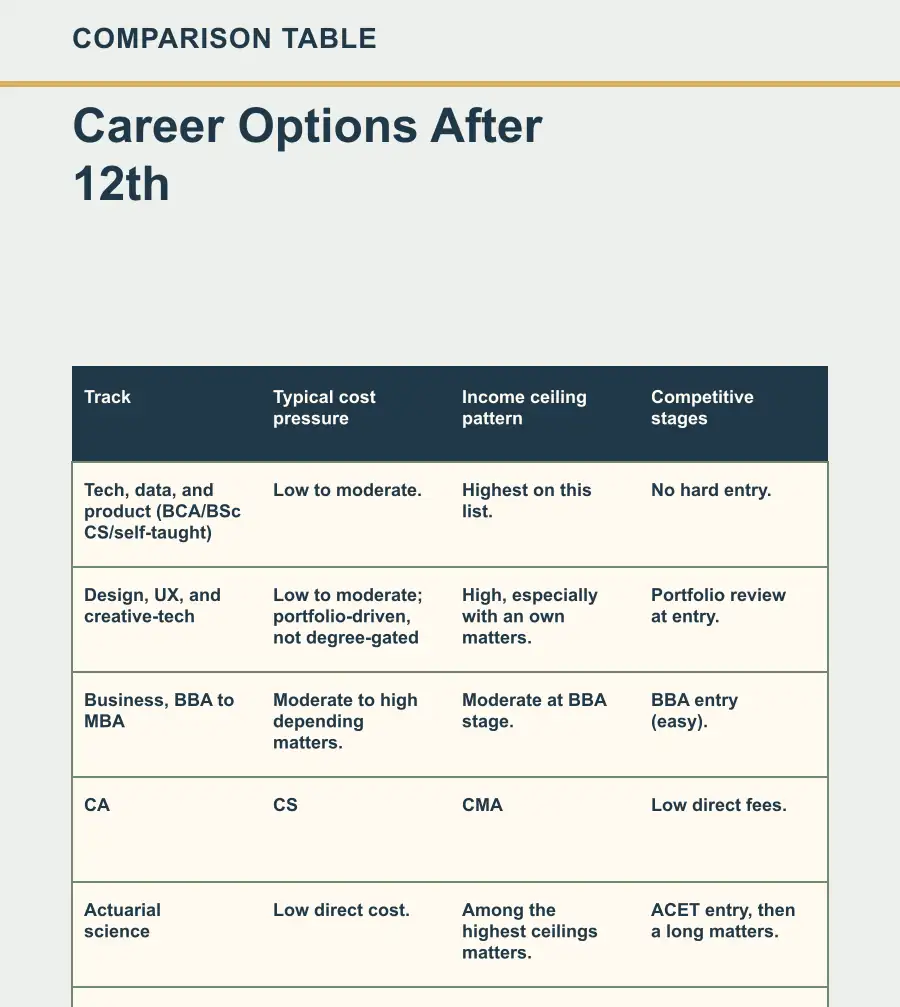 COMPARISON TABLE
Career Options After
12th
Track
Typical cost
pressure
Income ceiling
pattern
Competitive
stages
Tech, data, and
product (BCA/BSc
CS/self-taught)
Low to moderate.
Highest on this
list.
No hard entry.
Design, UX, and
creative-tech
Low to moderate;
portfolio-driven,
not degree-gated
High, especially
with an own
matters.
Portfolio review
at entry.
Business, BBA to
MBA
Moderate to high
depending
matters.
Moderate at BBA
stage.
BBA entry
(easy).
CA
CS
CMA
Low direct fees.
Actuarial
science
Low direct cost.
Among the
highest ceilings
matters.
ACET entry, then
a long matters.